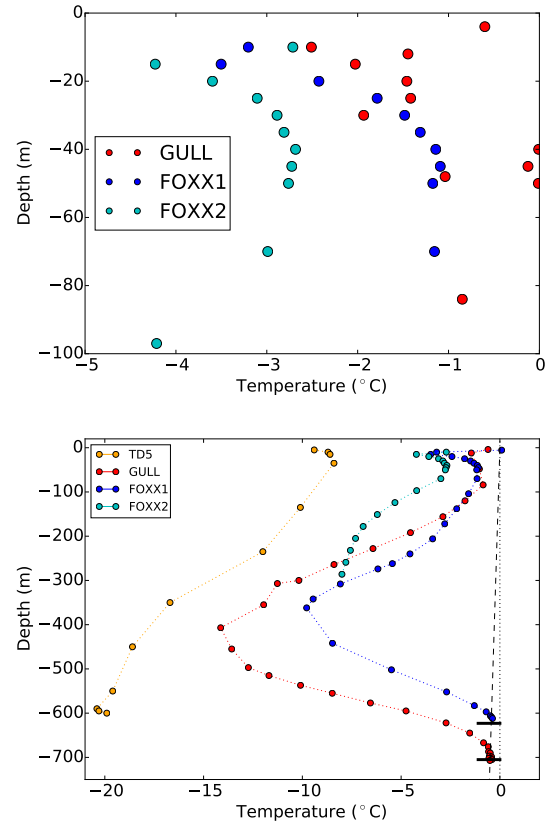 0
−20
−40
−60
−80
−100
Depth (m)
GULL
FOXX1
FOXX2
−5 −4 −3 −2 −1 0
Temperature (°C)
0
−100
−200
−300
−400
−500
−600
−700
Depth (m)
TD5
GULL
FOXX1
FOXX2
−20 −15 −10 −5 0
Temperature (°C)